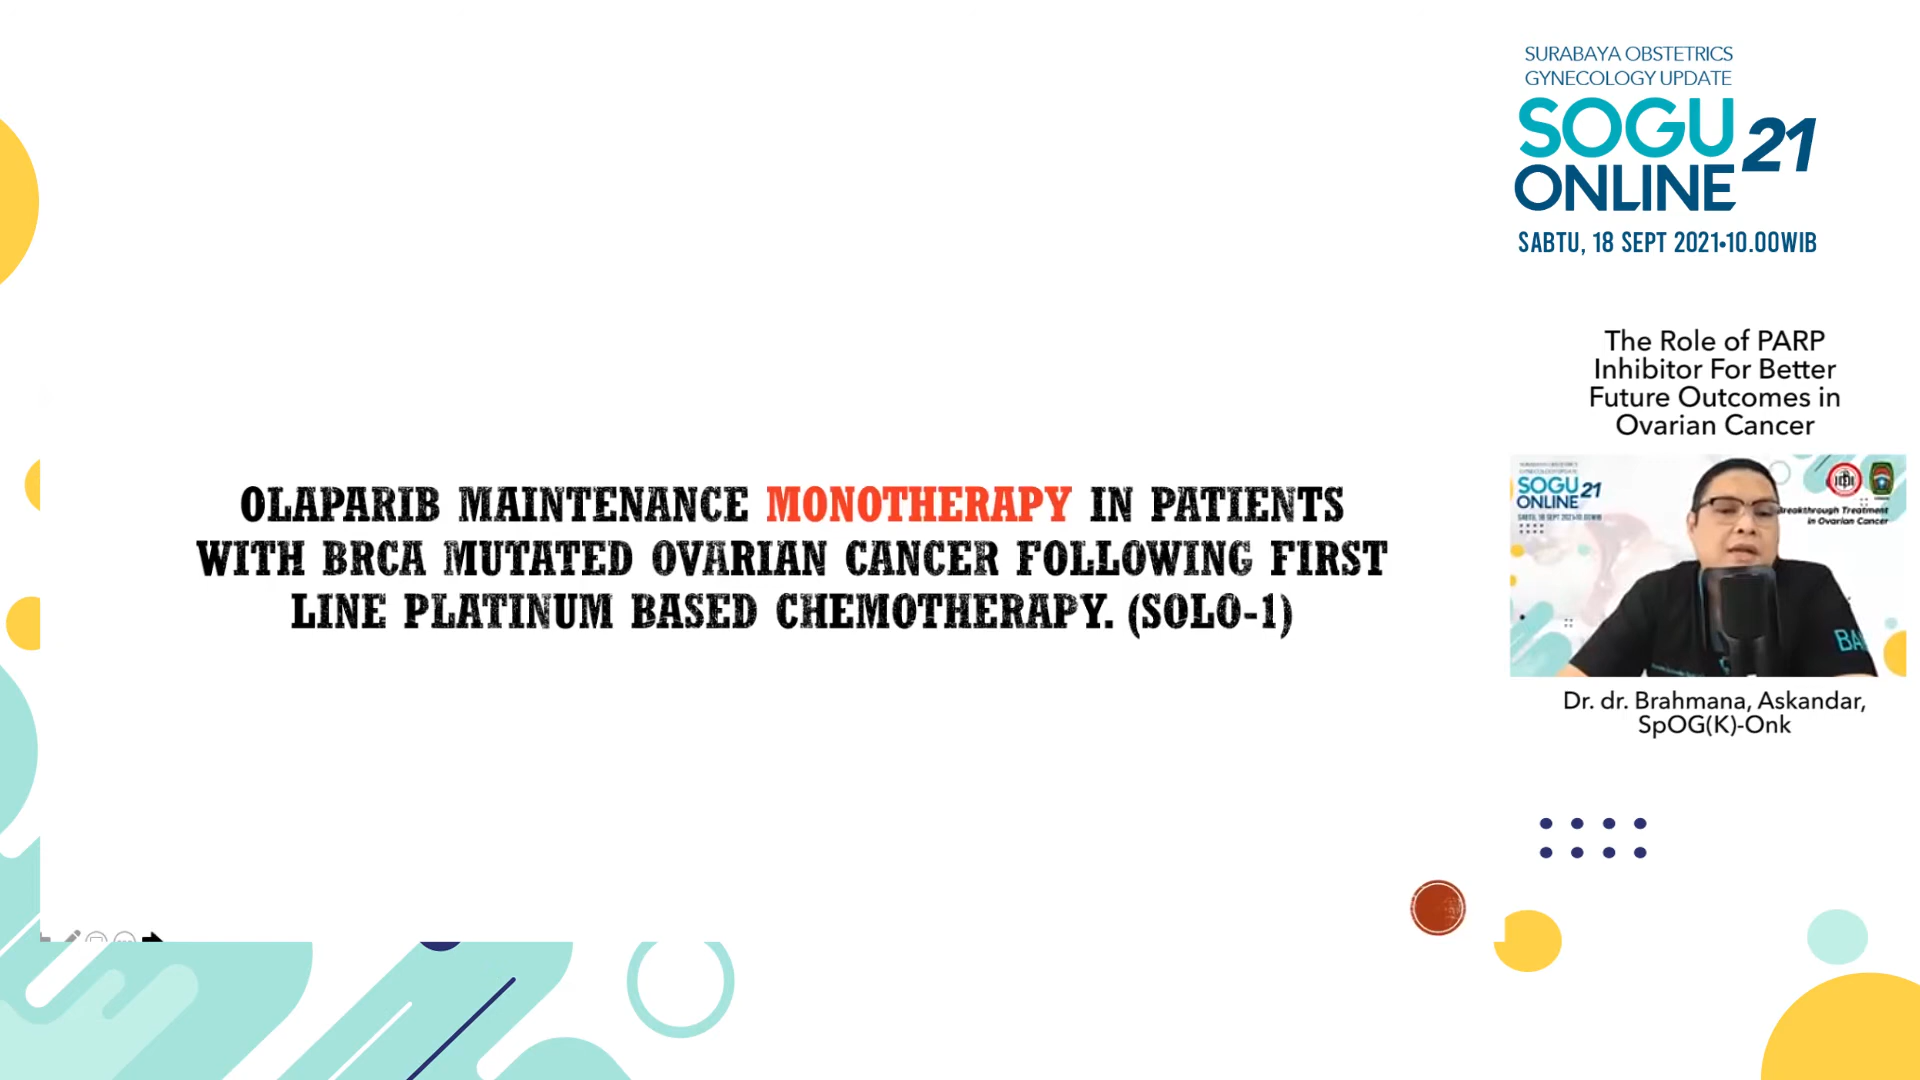 SURABAYA OBSTETRICS
GYNECOLOGY UPDATE
SOGU 21
ONLINE
SABTU, 18 SEPT 2021•10.00WIB
The Role of PARP
Inhibitor For Better
Future Outcomes in
Ovarian Cancer
OLAPARIB MAINTENANCE MONOTHERAPY IN PATIENTS
WITH BRCA MUTATED OVARIAN CANCER FOLLOWING FIRST
LINE PLATINUM BASED CHEMOTHERAPY. (SOLO-1)
SOGU 21
ONLINE
Breakthrough Treatment
in Ovarian Cancer
Dr. dr. Brahmana, Askandar,
SpOG(K)-Onk